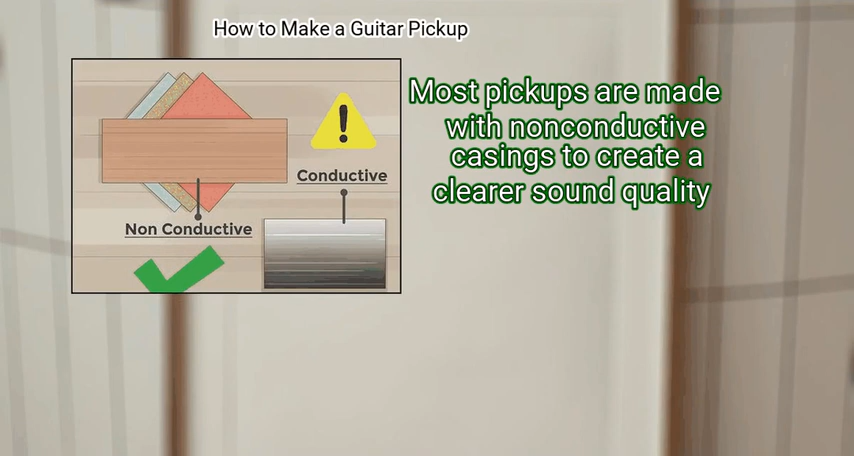 How to Make a Guitar Pickup
Most pickups are made
with nonconductive
casings to create a
clearer sound quality
Conductive
Non Conductive